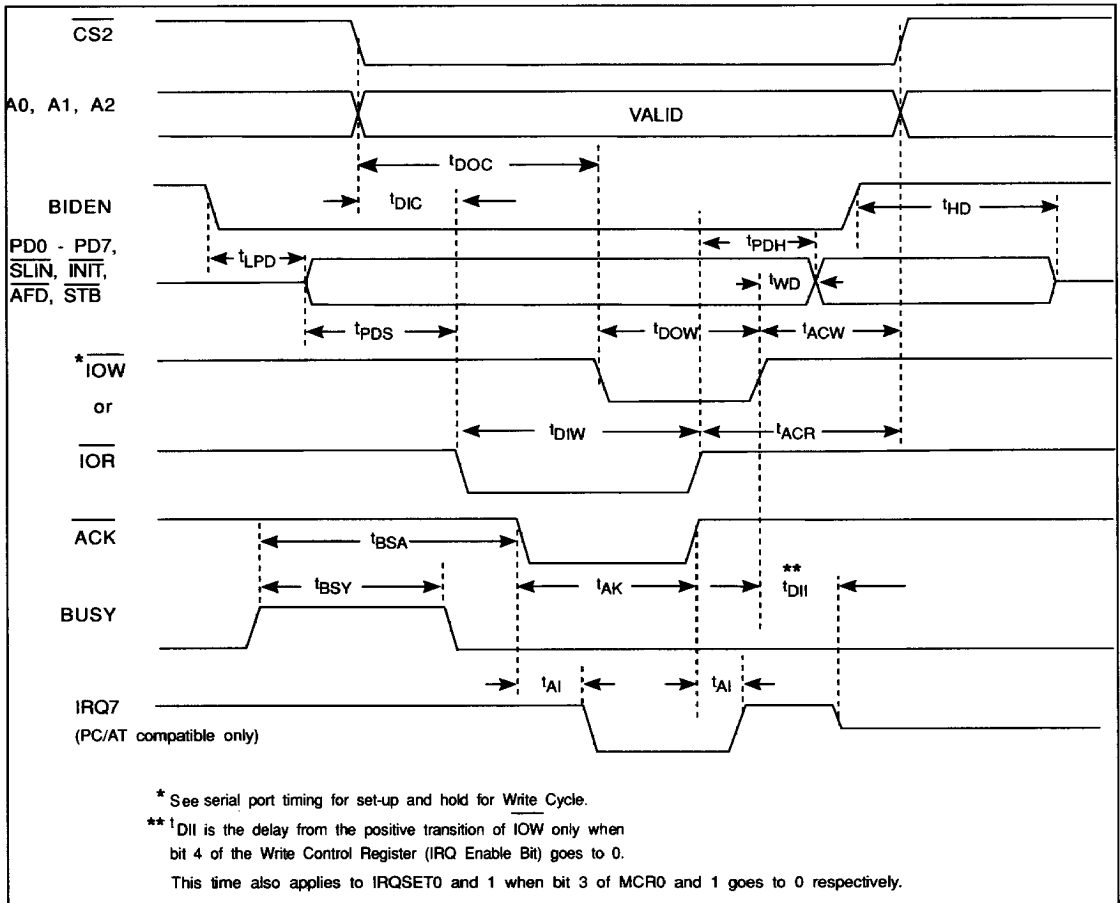 CS2
A0, A1, A2
VALID
tDOC
BIDEN
tDIC
tHD
PD0 - PD7,
SLIN, INIT,
AFD, STB
tLPD
tPDH
tWD
tPDS
tDOW
tACW
*IOW
or
IOR
tDIW
tACR
ACK
tBSA
**
tBSY
tAK
tDII
BUSY
tAI
tAI
IRQ7
(PC/AT compatible only)
* See serial port timing for set-up and hold for Write Cycle.
** tDII is the delay from the positive transition of IOW only when
bit 4 of the Write Control Register (IRQ Enable Bit) goes to 0.
This time also applies to IRQSET0 and 1 when bit 3 of MCR0 and 1 goes to 0 respectively.